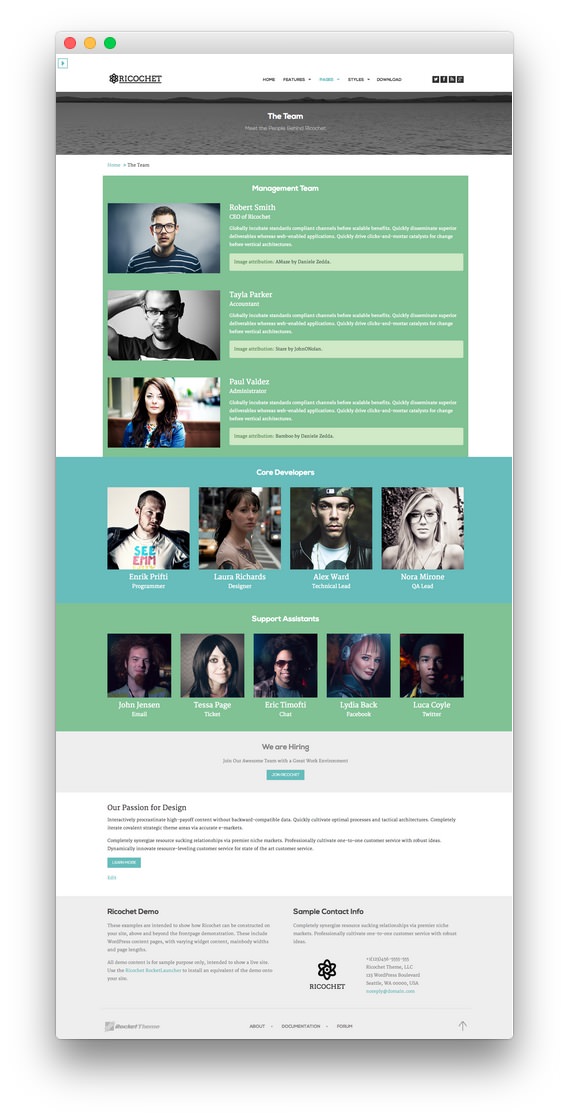 RICOCHET
HOME FEATURES PAGES STYLES DOWNLOAD
The Team
Meet the People Behind Ricochet
Home > The Team
Management Team
Robert Smith
CEO of Ricochet
Globally incubate standards compliant channels before scalable benefits. Quickly disseminate superior
deliverables whereas web-enabled applications. Quickly drive clicks-and-mortar catalysts for change
before vertical architectures.
Image attribution: AMase by Daniele Zedda.
Tayla Parker
Accountant
Globally incubate standards compliant channels before scalable benefits. Quickly disseminate superior
deliverables whereas web-enabled applications. Quickly drive clicks-and-mortar catalysts for change
before vertical architectures.
Image attribution: Stare by JohnONolan.
Paul Valdez
Administrator
Globally incubate standards compliant channels before scalable benefits. Quickly disseminate superior
deliverables whereas web-enabled applications. Quickly drive clicks-and-mortar catalysts for change
before vertical architectures.
Image attribution: Bamboo by Daniele Zedda.
Core Developers
SEE
EMM
Enrik Prifti Laura Richards Alex Ward Nora Mirone
Programmer Designer Technical Lead QA Lead
Support Assistants
John Jensen Tessa Page Eric Timofti Lydia Back Luca Coyle
Email Ticket Chat Facebook Twitter
We are Hiring
Join Our Awesome Team with a Great Work Environment
JOIN RICOCHET
Our Passion for Design
Interactively procrastinate high-payoff content without backward-compatible data. Quickly cultivate optimal processes and tactical architectures. Completely
iterate covalent strategic theme areas via accurate e-markets.
Completely synergise resource sucking relationships via premier niche markets. Professionally cultivate one-to-one customer service with robust ideas.
Dynamically innovate resource-leveling customer service for state of the art customer service.
LEARN MORE
Edit
Ricochet Demo
These examples are intended to show how Ricochet can be constructed on
your site, above and beyond the frontpage demonstration. These include
WordPress content pages, with varying widget content, mainbody widths
and page lengths.
All demo content is for sample purpose only, intended to show a live site.
Use the Ricochet RocketLauncher to install an equivalent of the demo onto
your site.
Sample Contact Info
Completely synergize resource sucking relationships via premier niche
markets. Professionally cultivate one-to-one customer service with robust
ideas.
RICOCHET
+1(123)456-5555-555
Ricochet Theme, LLC
123 WordPress Boulevard
Seattle, WA 00000, USA
noreply@domain.com
RocketTheme
ABOUT DOCUMENTATION FORUM